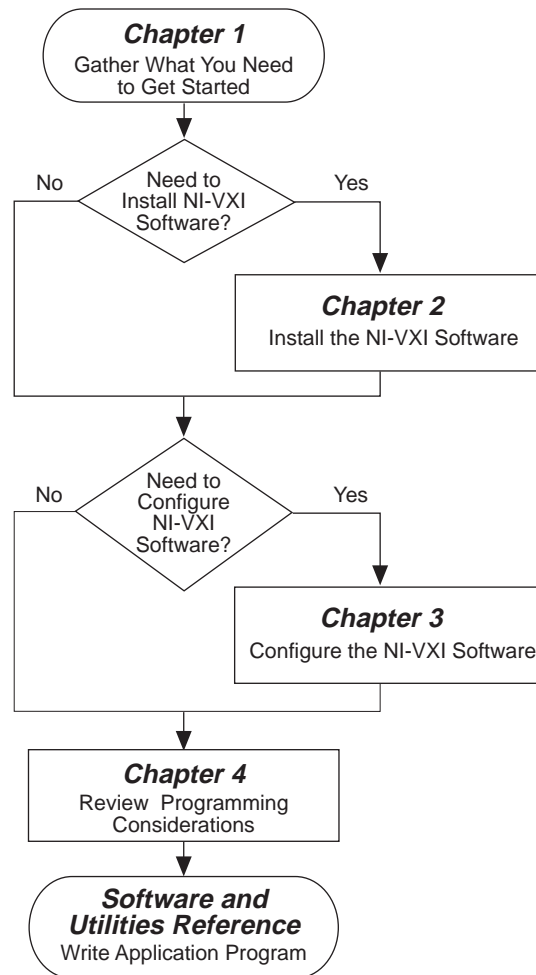 Chapter 1
Gather What You Need
to Get Started
Need to
Install NI-VXI
Software?
No
Yes
Chapter 2
Install the NI-VXI Software
Need to
Configure
NI-VXI
Software?
No
Yes
Chapter 3
Configure the NI-VXI Software
Chapter 4
Review Programming
Considerations
Software and
Utilities Reference
Write Application Program